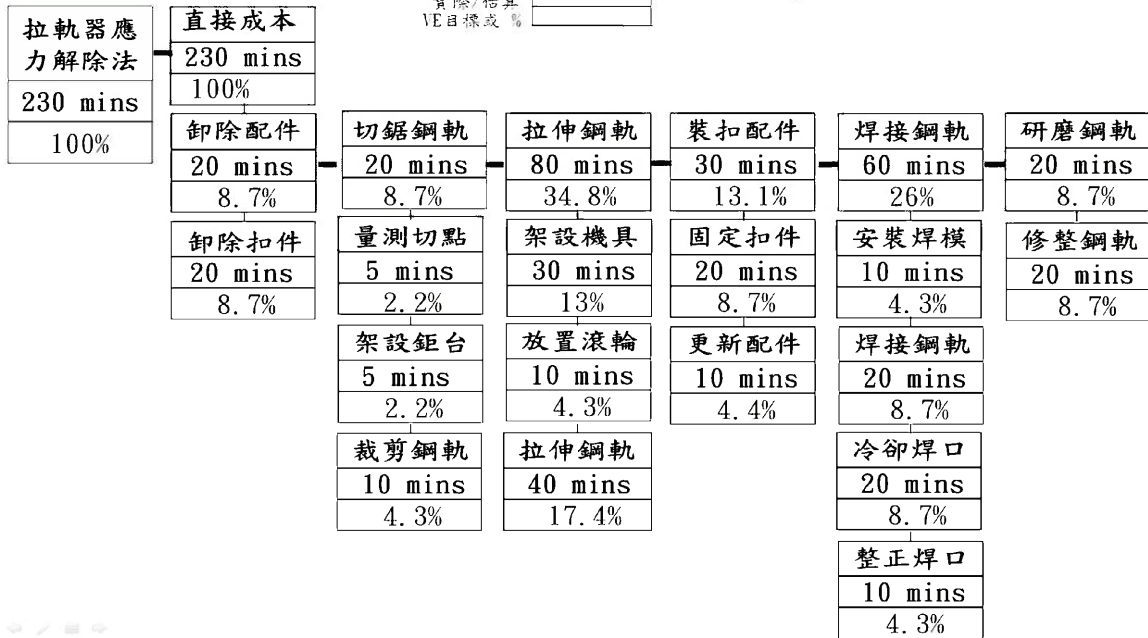 實際/估算
VE目標或 %
拉軌器應
力解除法
230 mins
100%
直接成本
230 mins
100%
卸除配件
20 mins
8.7%
卸除扣件
20 mins
8.7%
切鋸鋼軌
20 mins
8.7%
量測切點
5 mins
2.2%
架設鉅台
5 mins
2.2%
裁剪鋼軌
10 mins
4.3%
拉伸鋼軌
80 mins
34.8%
架設機具
30 mins
13%
放置滾輪
10 mins
4.3%
拉伸鋼軌
40 mins
17.4%
裝扣配件
30 mins
13.1%
固定扣件
20 mins
8.7%
更新配件
10 mins
4.4%
焊接鋼軌
60 mins
26%
安裝焊模
10 mins
4.3%
焊接鋼軌
20 mins
8.7%
冷卻焊口
20 mins
8.7%
整正焊口
10 mins
4.3%
研磨鋼軌
20 mins
8.7%
修整鋼軌
20 mins
8.7%